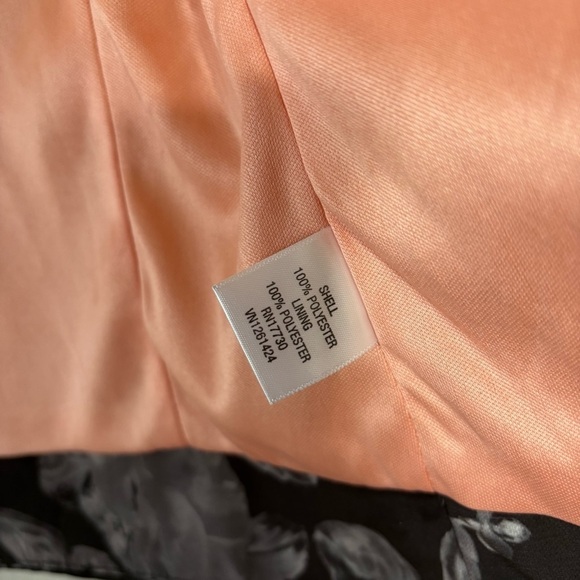 SHELL
100% POLYESTER
LINING
100% POLYESTER
RN17730
VN1261424